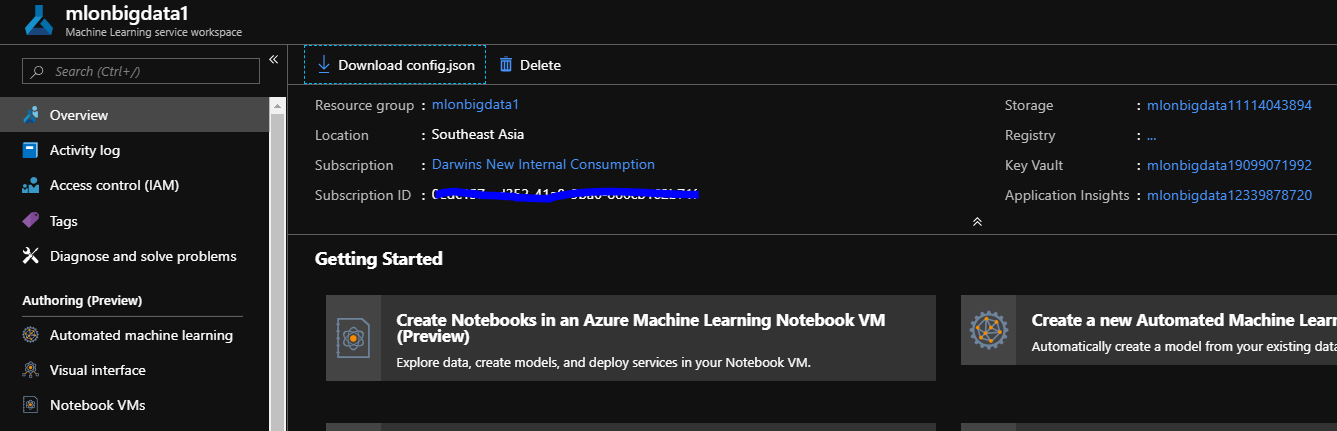 mlonbigdata1
Machine Learning service workspace
Search (Ctrl+/)
«
Overview
Activity log
Access control (IAM)
Tags
Diagnose and solve problems
Authoring (Preview)
Automated machine learning
Visual interface
Notebook VMs
Download config.json
Delete
Resource group : mlonbigdata1
Location : Southeast Asia
Subscription : Darwins New Internal Consumption
Subscription ID :
Storage : mlonbigdata11114043894
Registry : ...
Key Vault : mlonbigdata19099071992
Application Insights : mlonbigdata12339878720
Getting Started
Create Notebooks in an Azure Machine Learning Notebook VM
(Preview)
Explore data, create models, and deploy services in your Notebook VM.
Create a new Automated Machine Lear
Automatically create a model from your existing data